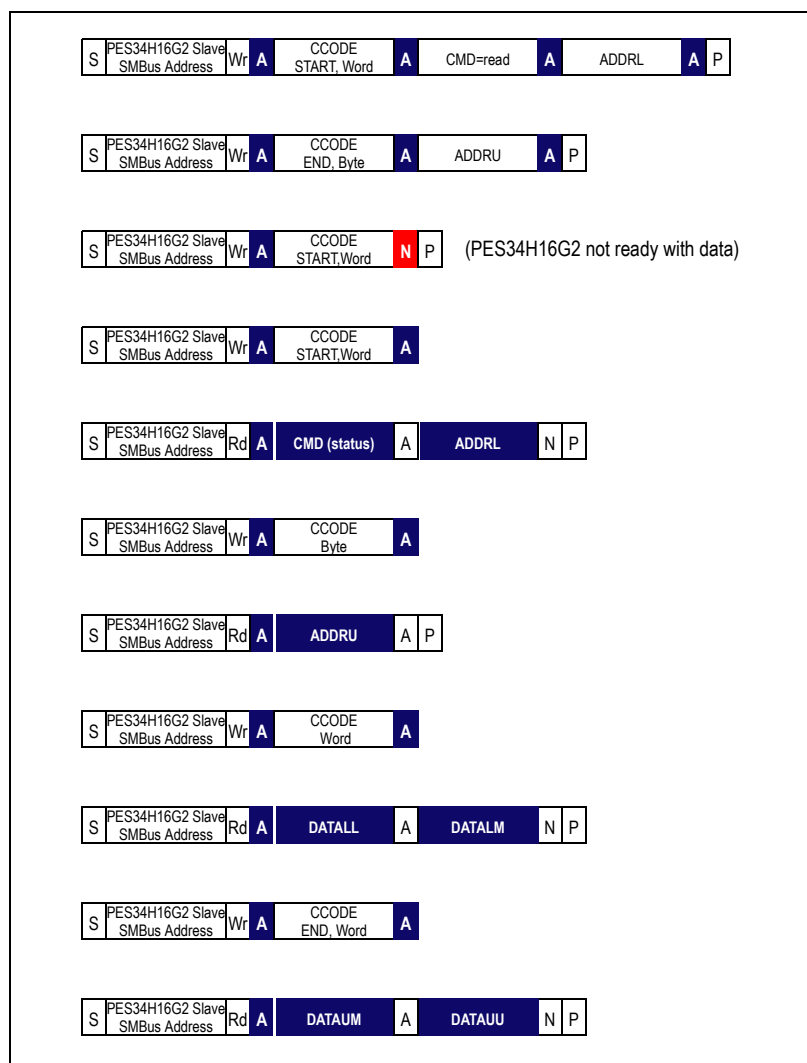 S PES34H16G2 Slave SMBus Address Wr A CCODE START, Word A CMD=read A ADDRL A P
S PES34H16G2 Slave SMBus Address Wr A CCODE END, Byte A ADDRU A P
S PES34H16G2 Slave SMBus Address Wr A CCODE START,Word N P (PES34H16G2 not ready with data)
S PES34H16G2 Slave SMBus Address Wr A CCODE START,Word A
S PES34H16G2 Slave SMBus Address Rd A CMD (status) A ADDRL N P
S PES34H16G2 Slave SMBus Address Wr A CCODE Byte A
S PES34H16G2 Slave SMBus Address Rd A ADDRU A P
S PES34H16G2 Slave SMBus Address Wr A CCODE Word A
S PES34H16G2 Slave SMBus Address Rd A DATALL A DATALM N P
S PES34H16G2 Slave SMBus Address Wr A CCODE END, Word A
S PES34H16G2 Slave SMBus Address Rd A DATAUM A DATAUU N P